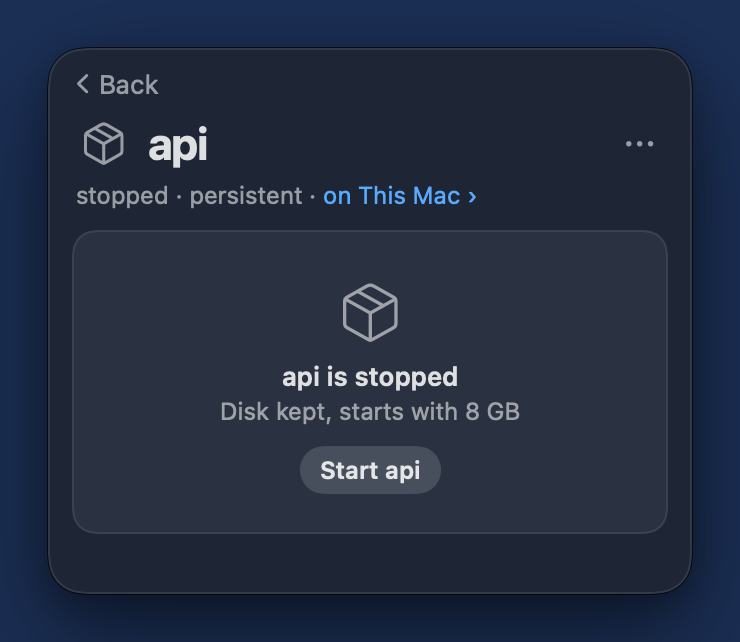 Back
api
stopped · persistent · on This Mac ›
api is stopped
Disk kept, starts with 8 GB
Start api